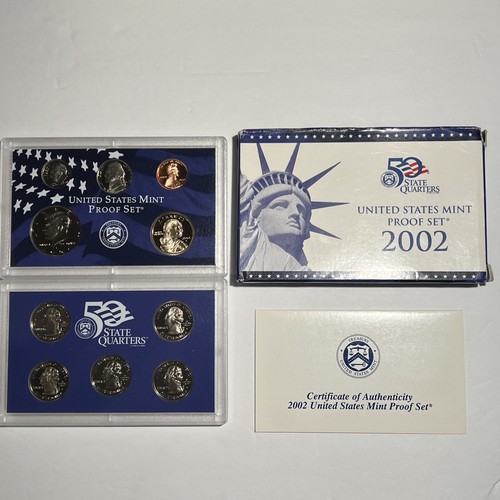 UNITED STATES MINT
PROOF SET*
50
STATE
QUARTERS
50
STATE
QUARTERS
UNITED STATES MINT
PROOF SET*
2002
Certificate of Authenticity
2002 United States Mint Proof Set*